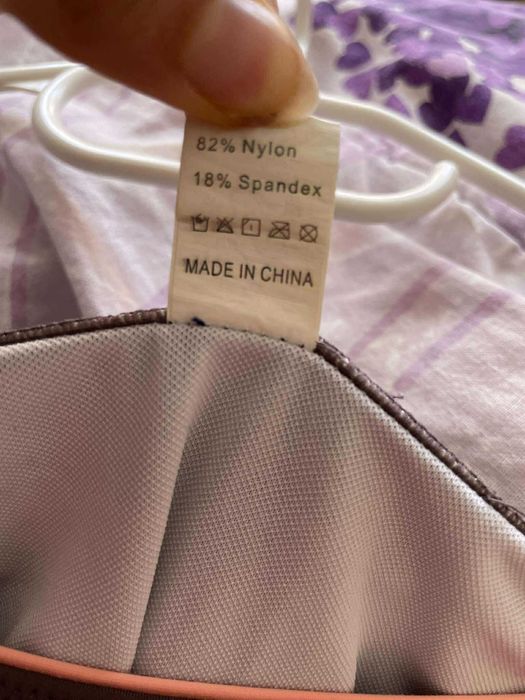 82% Nylon
18% Spandex
MADE IN CHINA